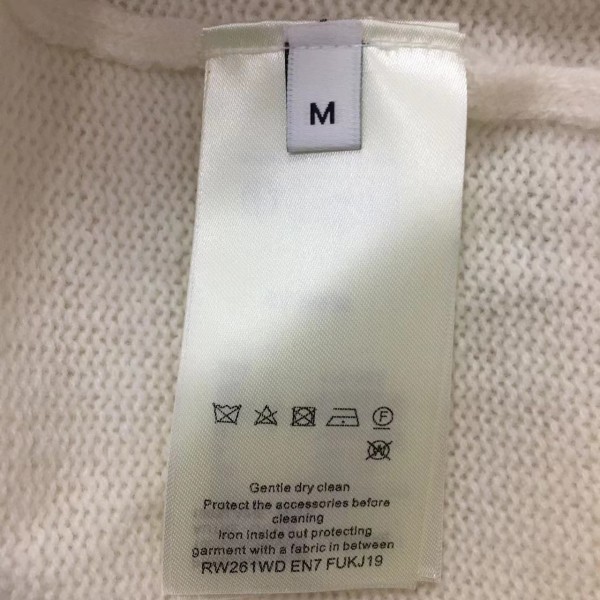 M
F
W
Gentle dry clean
Protect the accessories before
cleaning
Iron inside out protecting
garment with a fabric in between
RW261WD EN7 FUKJ19